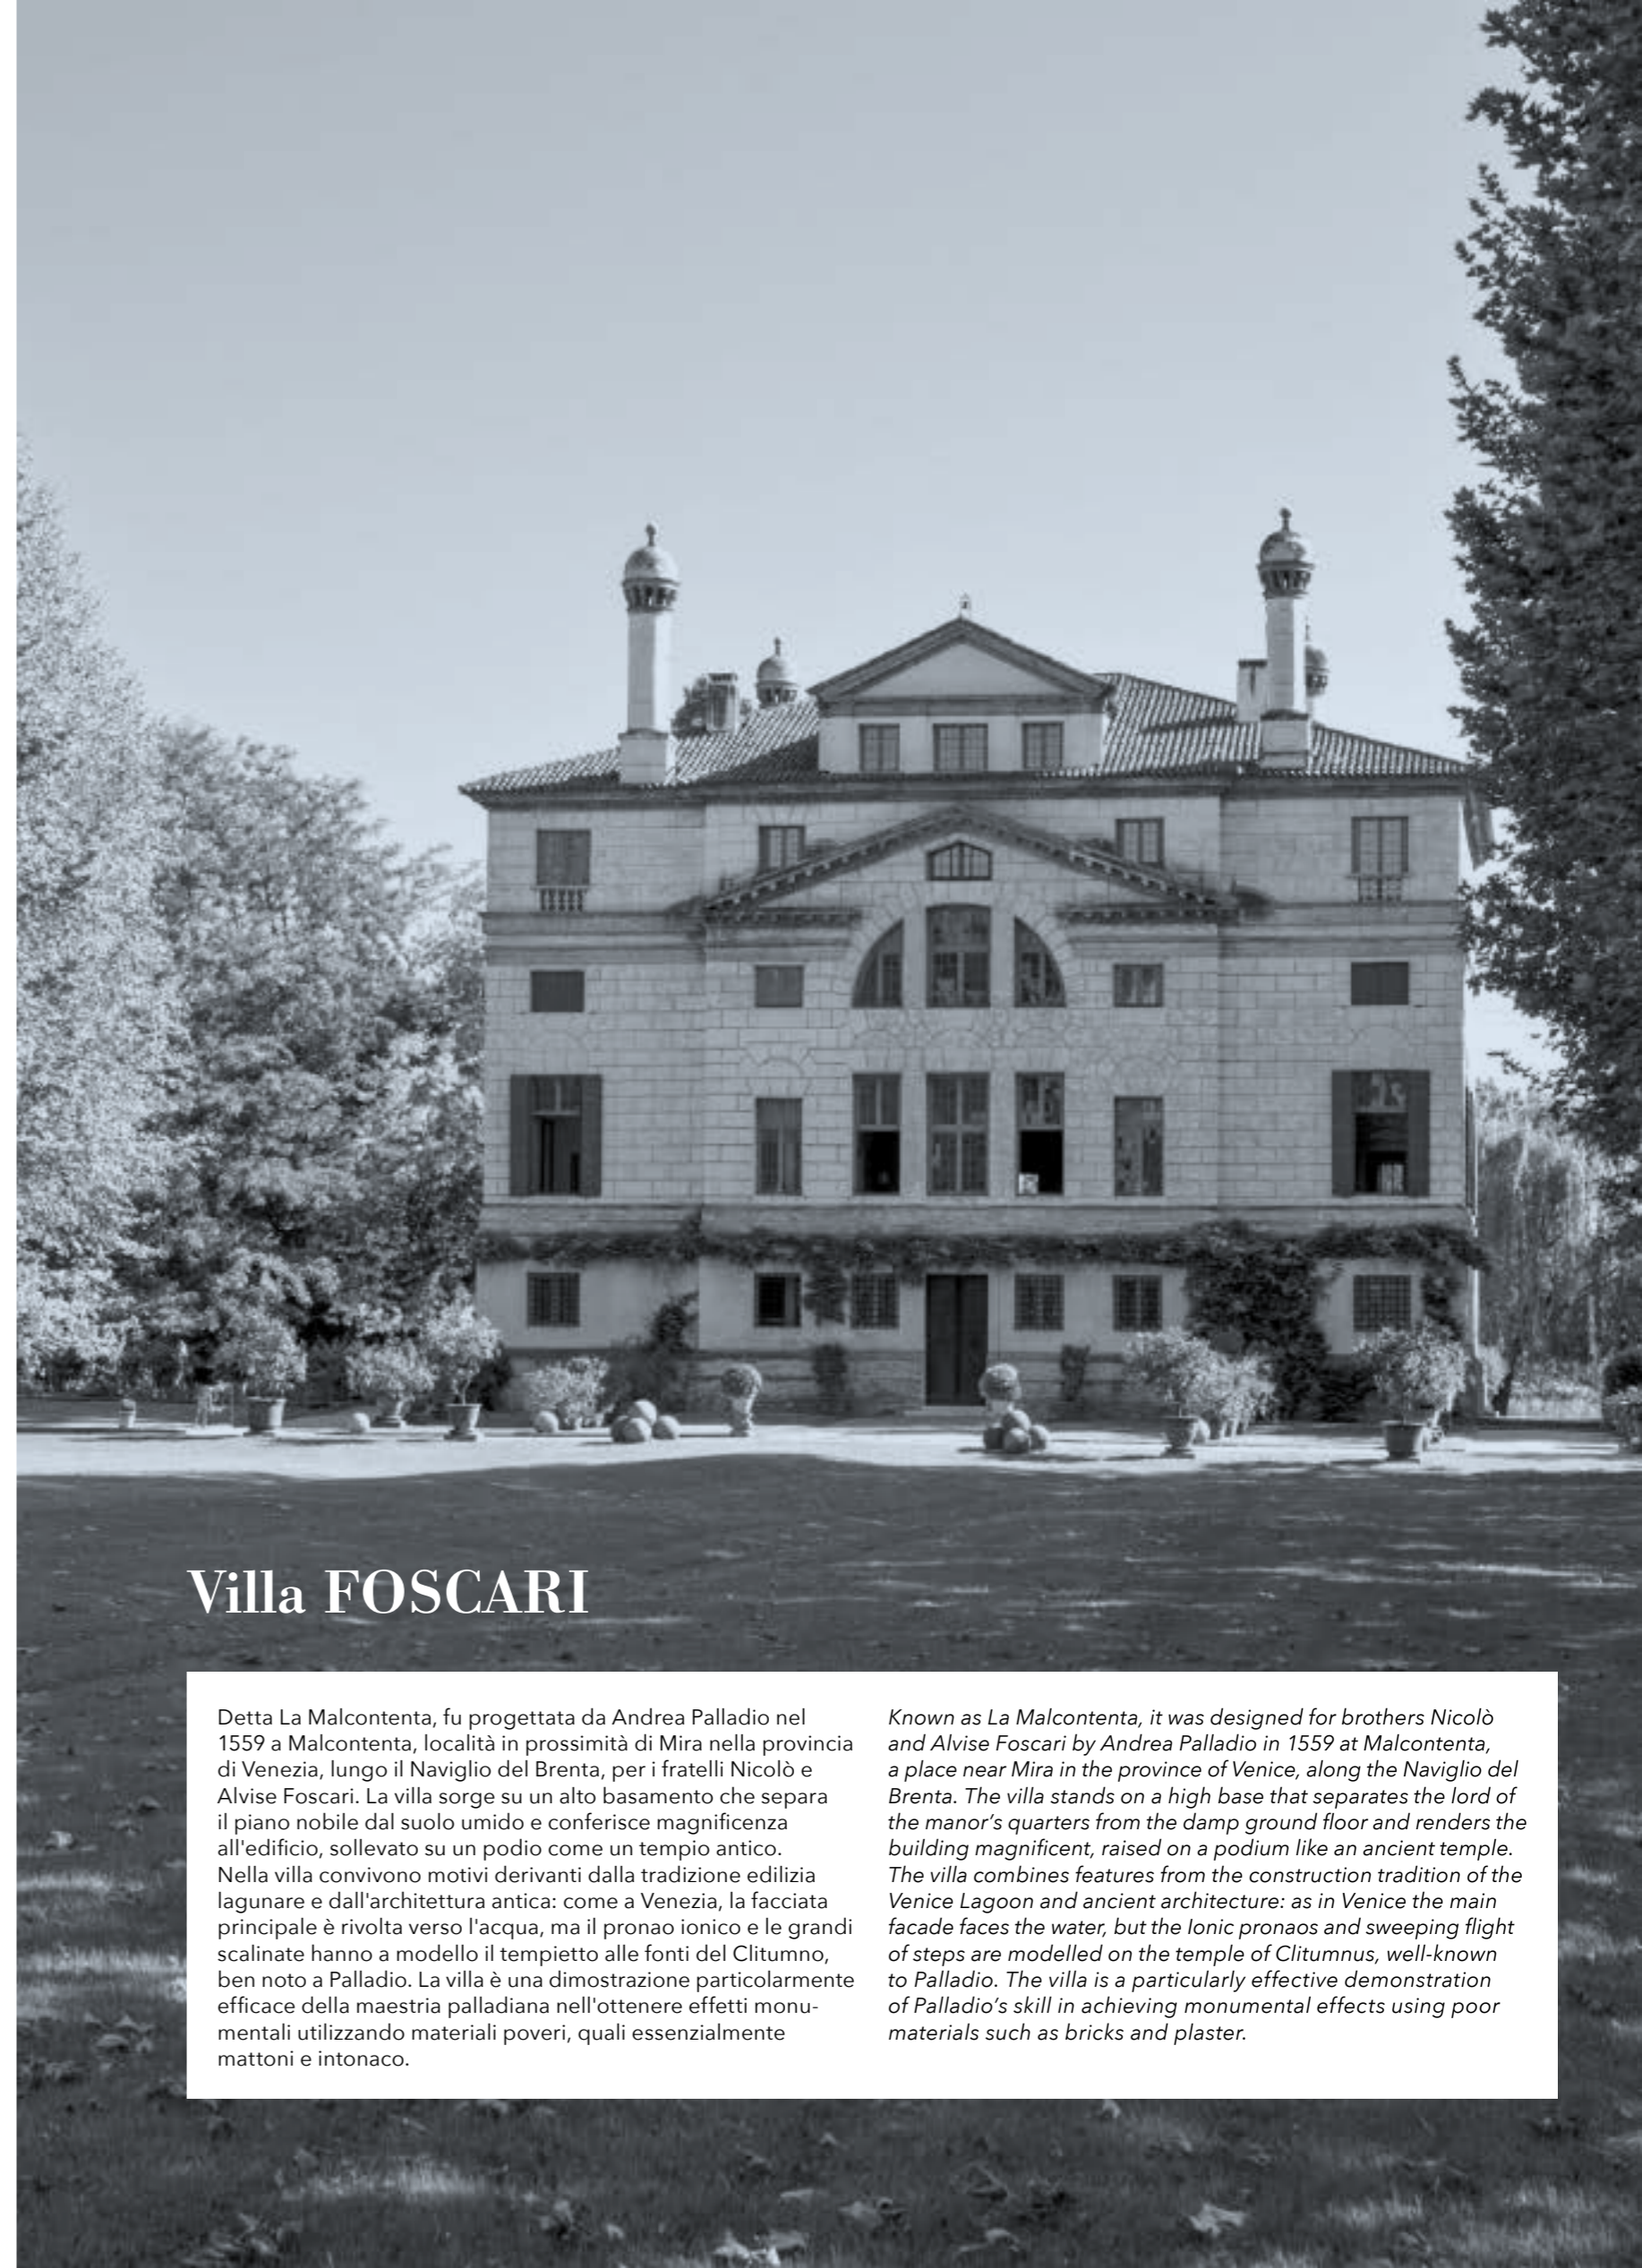 Villa FOSCARI
Detta La Malcontenta, fu progettata da Andrea Palladio nel
1559 a Malcontenta, località in prossimità di Mira nella provincia
di Venezia, lungo il Naviglio del Brenta, per i fratelli Nicolò e
Alvise Foscari. La villa sorge su un alto basamento che separa
il piano nobile dal suolo umido e conferisce magnificenza
all'edificio, sollevato su un podio come un tempio antico.
Nella villa convivono motivi derivanti dalla tradizione edilizia
lagunare e dall'architettura antica: come a Venezia, la facciata
principale è rivolta verso l'acqua, ma il pronao ionico e le grandi
scalinate hanno a modello il tempietto alle fonti del Clitumno,
ben noto a Palladio. La villa è una dimostrazione particolarmente
efficace della maestria palladiana nell'ottenere effetti monu-
mentali utilizzando materiali poveri, quali essenzialmente
mattoni e intonaco.
Known as La Malcontenta, it was designed for brothers Nicolò
and Alvise Foscari by Andrea Palladio in 1559 at Malcontenta,
a place near Mira in the province of Venice, along the Naviglio del
Brenta. The villa stands on a high base that separates the lord of
the manor’s quarters from the damp ground floor and renders the
building magnificent, raised on a podium like an ancient temple.
The villa combines features from the construction tradition of the
Venice Lagoon and ancient architecture: as in Venice the main
facade faces the water, but the Ionic pronaos and sweeping flight
of steps are modelled on the temple of Clitumnus, well-known
to Palladio. The villa is a particularly effective demonstration
of Palladio’s skill in achieving monumental effects using poor
materials such as bricks and plaster.